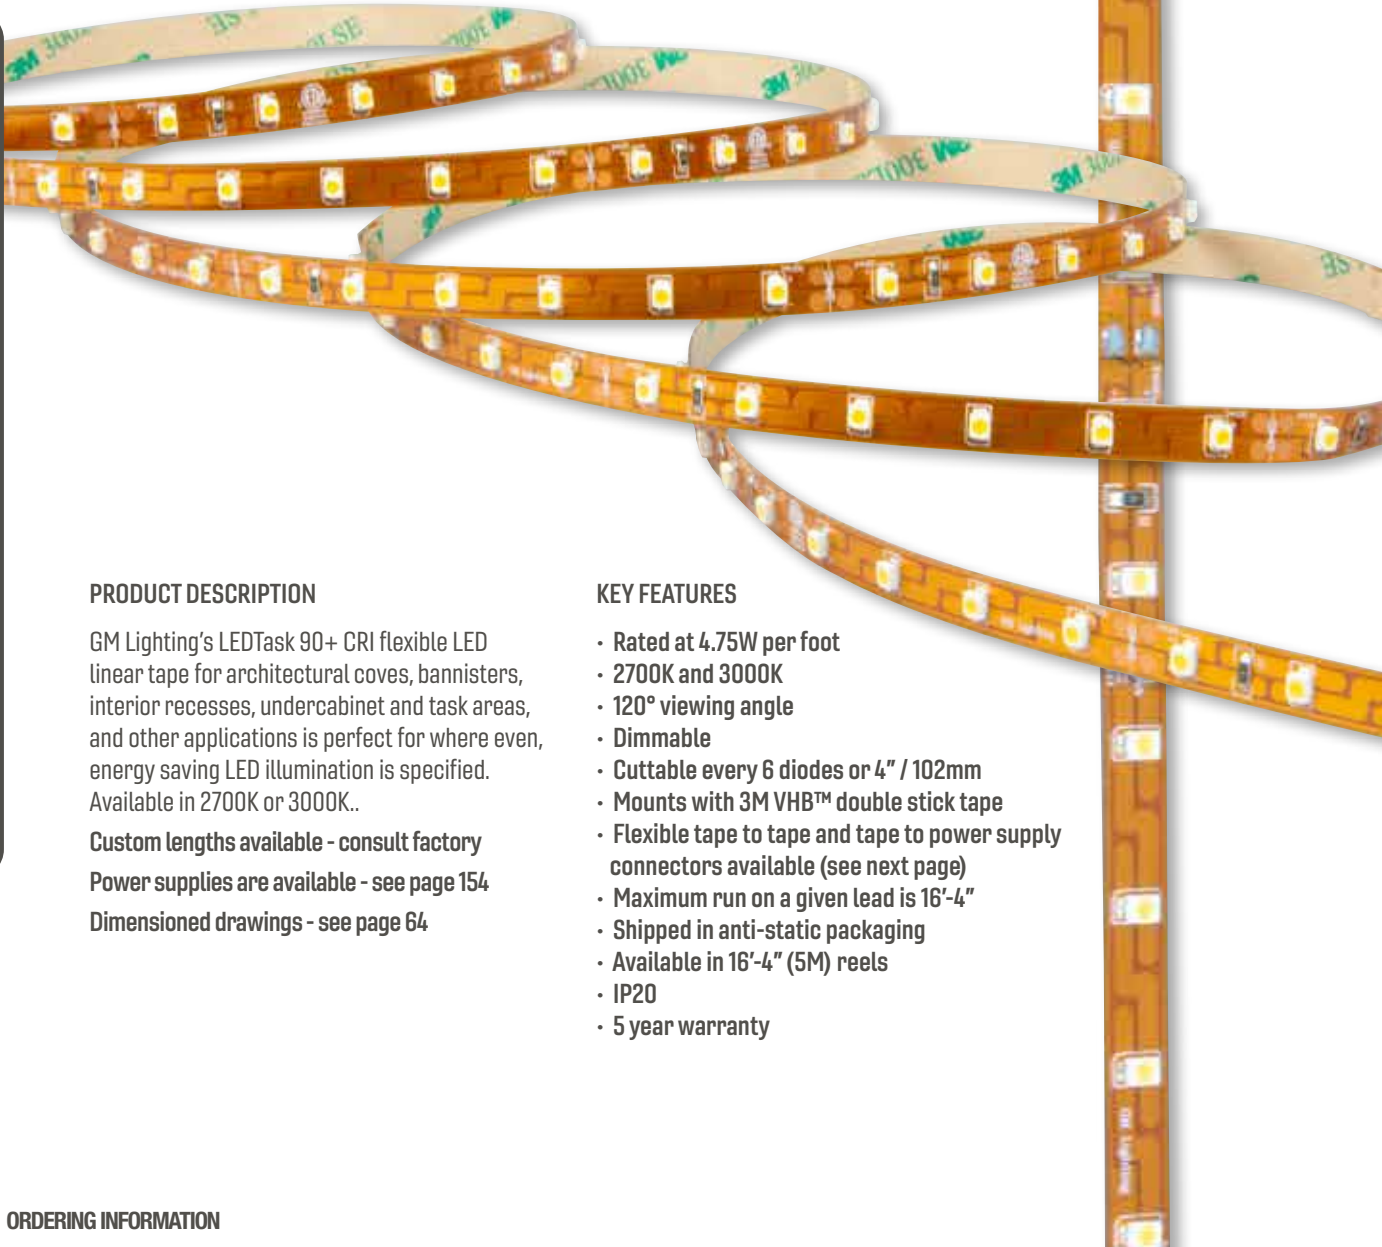 3M 300LSE
3M 300LSE
PRODUCT DESCRIPTION
GM Lighting's LEDTask 90+ CRI flexible LED
linear tape for architectural coves, bannisters,
interior recesses, undercabinet and task areas,
and other applications is perfect for where even,
energy saving LED illumination is specified.
Available in 2700K or 3000K..
Custom lengths available - consult factory
Power supplies are available - see page 154
Dimensioned drawings - see page 64
KEY FEATURES
• Rated at 4.75W per foot
• 2700K and 3000K
• 120° viewing angle
• Dimmable
• Cuttable every 6 diodes or 4” / 102mm
• Mounts with 3M VHB™ double stick tape
• Flexible tape to tape and tape to power supply
connectors available (see next page)
• Maximum run on a given lead is 16'-4”
• Shipped in anti-static packaging
• Available in 16'-4” (5M) reels
• IP20
• 5 year warranty
ORDERING INFORMATION